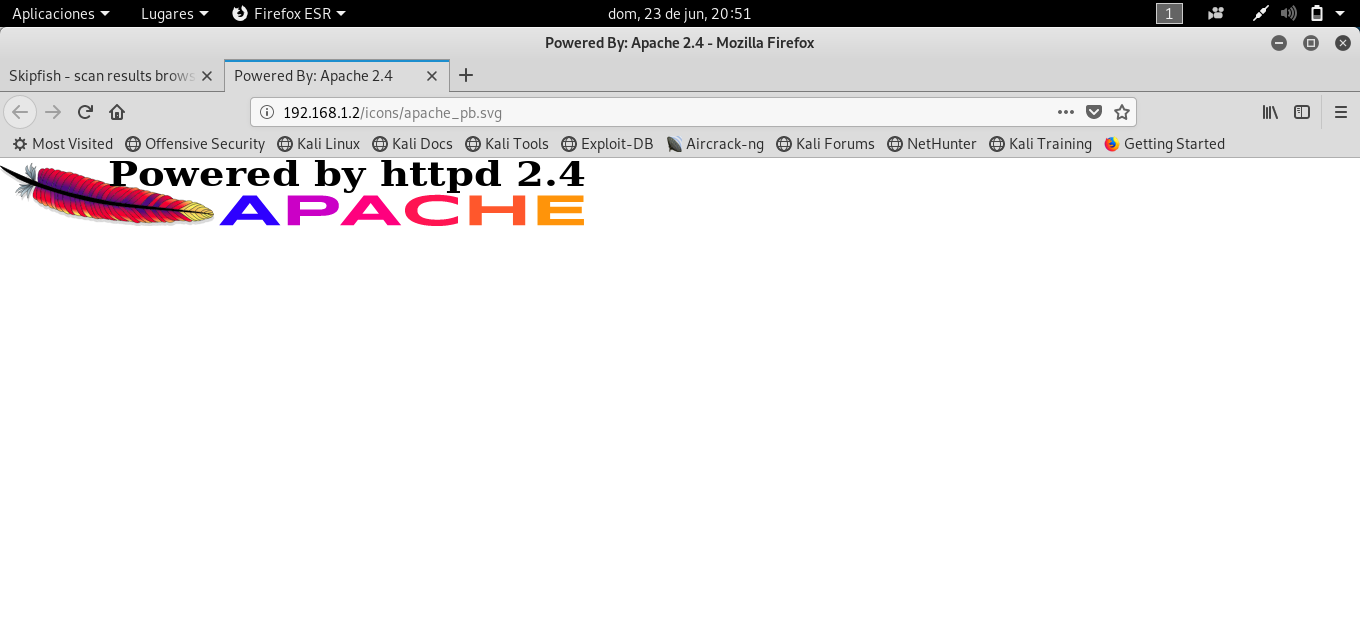 Aplicaciones Lugares Firefox ESR dom, 23 de jun, 20:51 1
Powered By: Apache 2.4 - Mozilla Firefox
Skipfish - scan results brows Powered By: Apache 2.4
192.168.1.2/icons/apache_pb.svg
Most Visited Offensive Security Kali Linux Kali Docs Kali Tools Exploit-DB Aircrack-ng Kali Forums NetHunter Kali Training Getting Started
Powered by httpd 2.4
APACHE